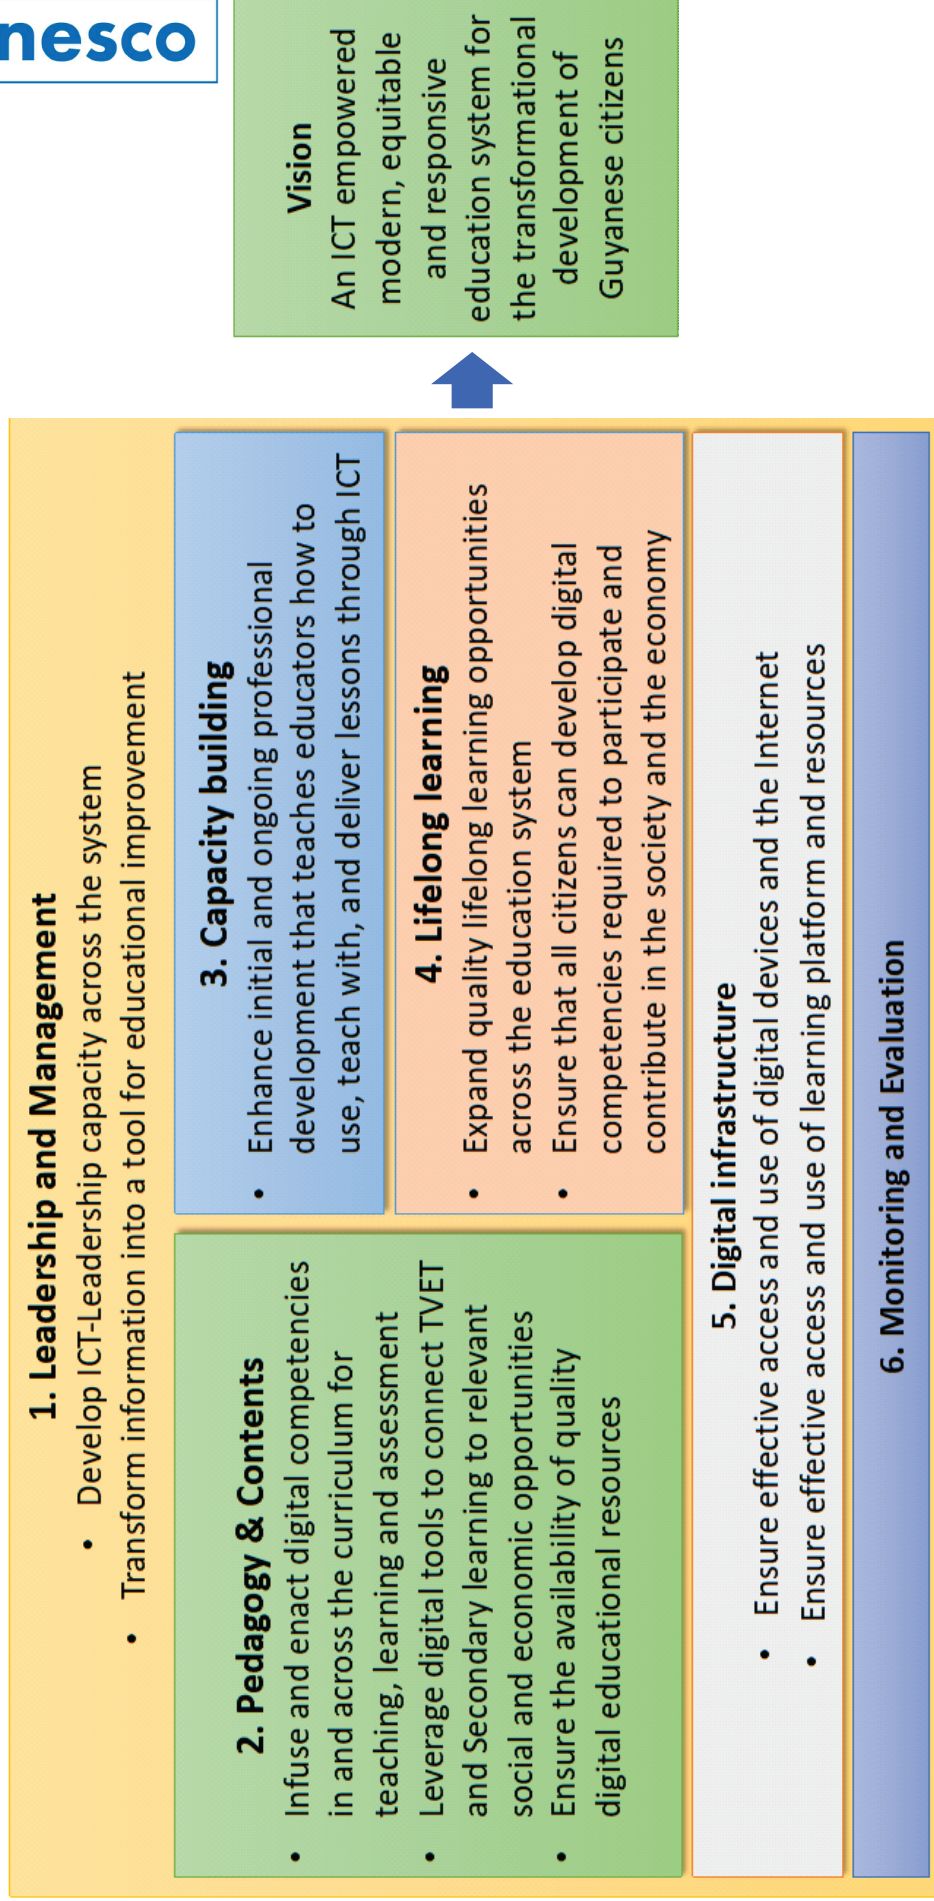 nesco
1. Leadership and Management
• Develop ICT-Leadership capacity across the system
• Transform information into a tool for educational improvement
2. Pedagogy & Contents
• Infuse and enact digital competencies
in and across the curriculum for
teaching, learning and assessment
• Leverage digital tools to connect TVET
and Secondary learning to relevant
social and economic opportunities
• Ensure the availability of quality
digital educational resources
3. Capacity building
• Enhance initial and ongoing professional
development that teaches educators how to
use, teach with, and deliver lessons through ICT
4. Lifelong learning
• Expand quality lifelong learning opportunities
across the education system
• Ensure that all citizens can develop digital
competencies required to participate and
contribute in the society and the economy
5. Digital infrastructure
• Ensure effective access and use of digital devices and the Internet
• Ensure effective access and use of learning platform and resources
6. Monitoring and Evaluation
Vision
An ICT empowered
modern, equitable
and responsive
education system for
the transformational
development of
Guyanese citizens